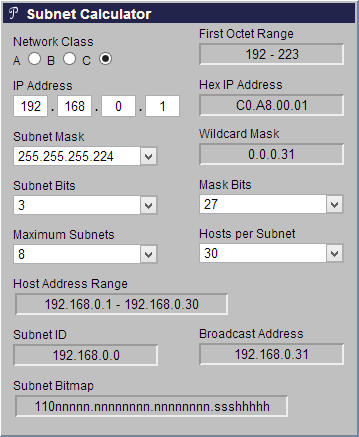 Subnet Calculator
Network Class
A B C
First Octet Range
192 - 223
IP Address
192 . 168 . 0 . 1
Hex IP Address
C0.A8.00.01
Subnet Mask
255.255.255.224
Wildcard Mask
0.0.0.31
Subnet Bits
3
Mask Bits
27
Maximum Subnets
8
Hosts per Subnet
30
Host Address Range
192.168.0.1 - 192.168.0.30
Subnet ID
192.168.0.0
Broadcast Address
192.168.0.31
Subnet Bitmap
110nnnnn.nnnnnnnn.nnnnnnnn.ssshhhhh